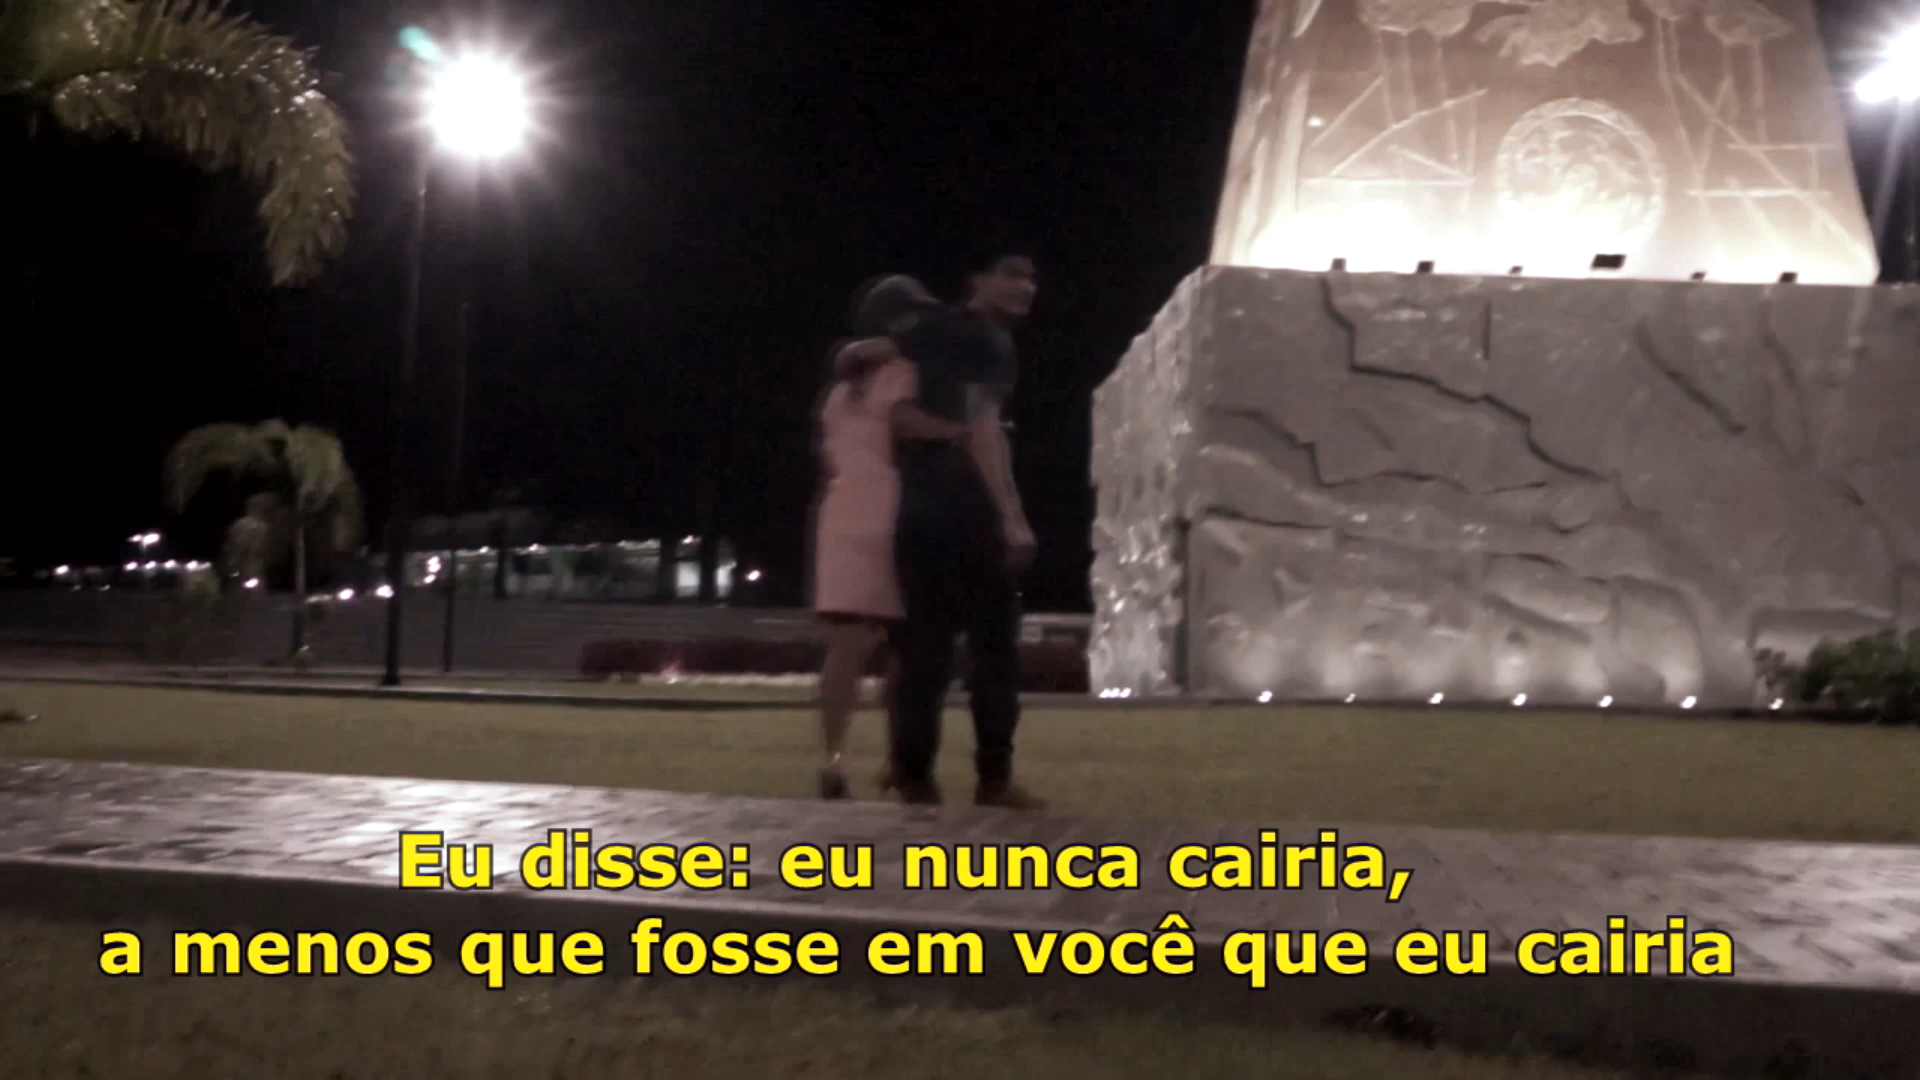 Eu disse: eu nunca cairia,
a menos que fosse em você que eu cairia